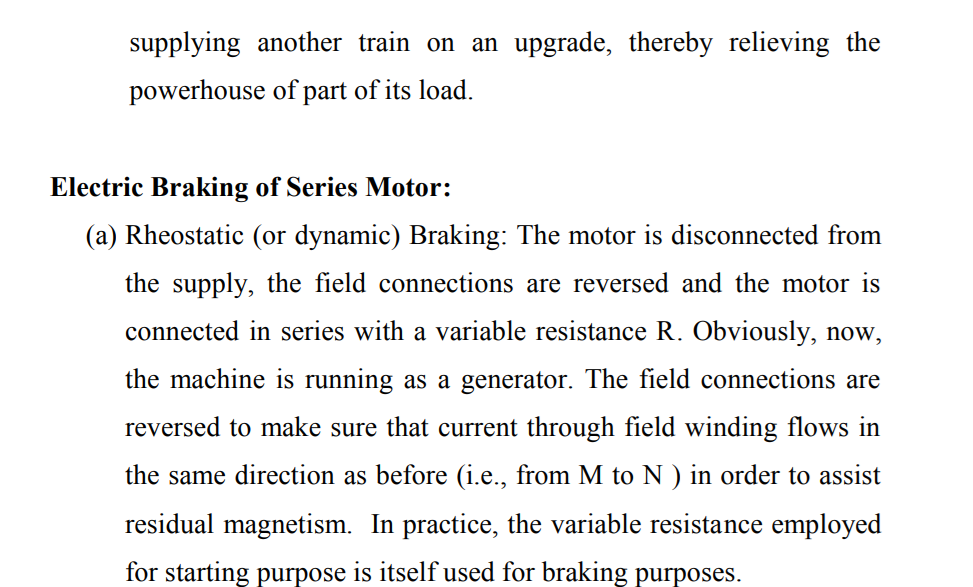 supplying another train on an upgrade, thereby relieving the
powerhouse of part of its load.
Electric Braking of Series Motor:
(a) Rheostatic (or dynamic) Braking: The motor is disconnected from
the supply, the field connections are reversed and the motor is
connected in series with a variable resistance R. Obviously, now,
the machine is running as a generator. The field connections are
reversed to make sure that current through field winding flows in
the same direction as before (i.e., from M to N ) in order to assist
residual magnetism. In practice, the variable resistance employed
for starting purpose is itself used for braking purposes.